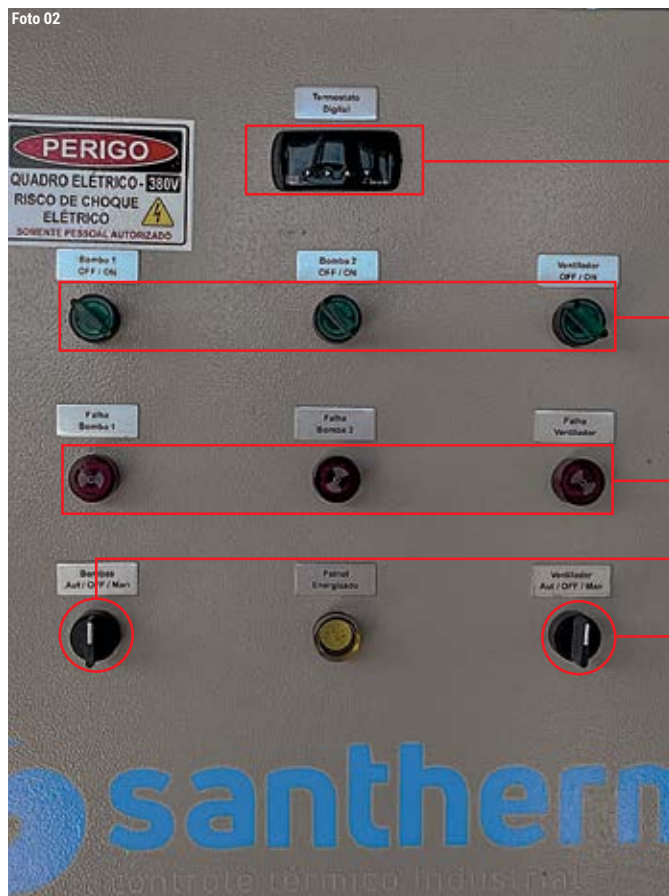 Foto 02
Termostato
Digital
PERIGO
QUADRO ELÉTRICO - 380V
RISCO DE CHOQUE
ELÉTRICO
SOMENTE PESSOAL AUTORIZADO
Bomba 1
OFF / ON
Bomba 2
OFF / ON
Ventilador
OFF / ON
Falha
Bomba 1
Falha
Bomba 2
Falha
Ventilador
Bombas
Aut / OFF / Man
Painel
Energizado
Ventilador
Aut / OFF / Man
santherm
controle térmico industrial